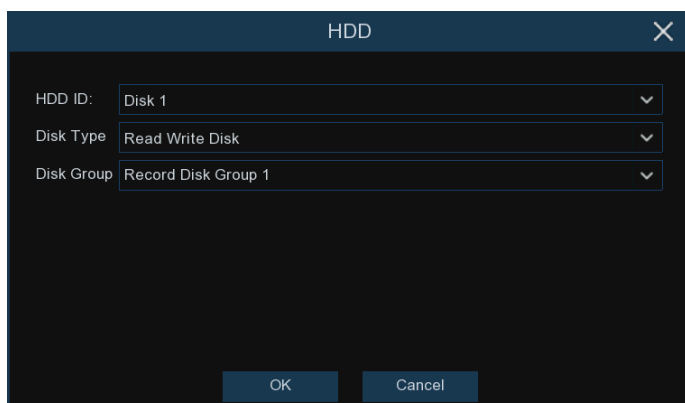 HDD
HDD ID: Disk 1
Disk Type Read Write Disk
Disk Group Record Disk Group 1
OK Cancel